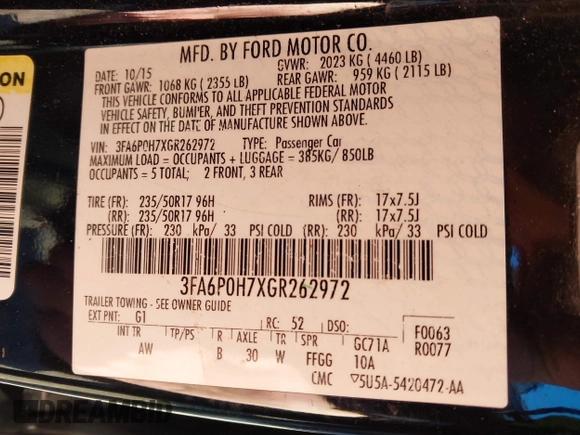 MFD. BY FORD MOTOR CO.
DATE: 10/15 GVWR: 2023 KG ( 4460 LB)
FRONT GAWR: 1068 KG ( 2355 LB) REAR GAWR: 959 KG ( 2115 LB)
THIS VEHICLE CONFORMS TO ALL APPLICABLE FEDERAL MOTOR
VEHICLE SAFETY, BUMPER, AND THEFT PREVENTION STANDARDS
IN EFFECT ON THE DATE OF MANUFACTURE SHOWN ABOVE.
VIN: 3FA6P0H7XGR262972 TYPE: Passenger Car
MAXIMUM LOAD = OCCUPANTS + LUGGAGE = 385KG/ 850LB
OCCUPANTS = 5 TOTAL; 2 FRONT, 3 REAR
TIRE (FR): 235/50R17 96H RIMS (FR): 17x7.5J
(RR): 235/50R17 96H (RR): 17x7.5J
PRESSURE (FR): 230 kPa/ 33 PSI COLD (RR): 230 kPa/ 33 PSI COLD
3FA6P0H7XGR262972
TRAILER TOWING - SEE OWNER GUIDE
EXT PNT: G1 RC: 52 DSO:
INT TR TP/PS R AXLE TR SPR GC71A F0063
AW B 30 W FFGG 10A R0077
CMC 5U5A-5420472-AA
ON
DREAMBID